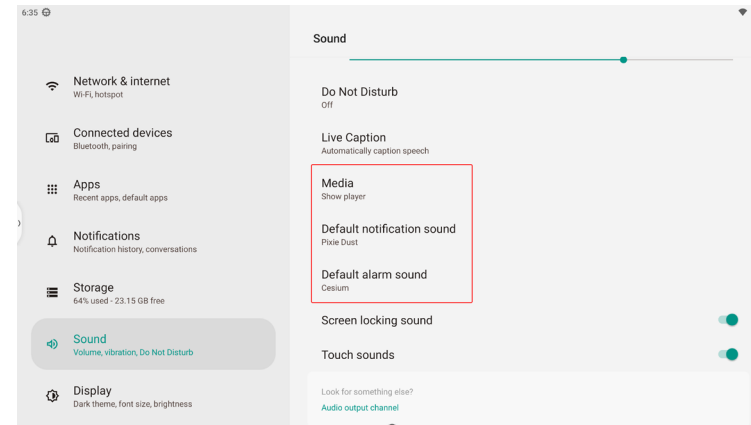 6:35
Sound
Network & internet
Wi-Fi, hotspot
Connected devices
Bluetooth, pairing
Apps
Recent apps, default apps
Notifications
Notification history, conversations
Storage
64% used - 23.15 GB free
Sound
Volume, vibration, Do Not Disturb
Display
Dark theme, font size, brightness
Do Not Disturb
Off
Live Caption
Automatically caption speech
Media
Show player
Default notification sound
Pixie Dust
Default alarm sound
Cesium
Screen locking sound
Touch sounds
Look for something else?
Audio output channel